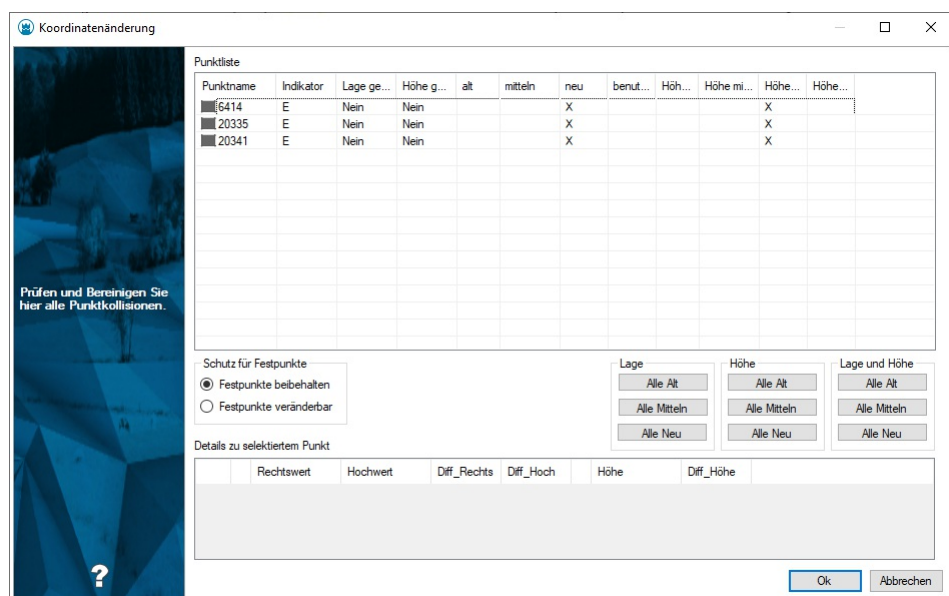 Koordinatenänderung
Punktliste
Punktname Indikator Lage ge... Höhe g... alt mitteln neu benut... Höh... Höhe mi... Höhe... Höhe...
6414 E Nein Nein X X
20335 E Nein Nein X X
20341 E Nein Nein X X
Prüfen und Bereinigen Sie
hier alle Punktkollisionen.
Schutz für Festpunkte
Festpunkte beibehalten
Festpunkte veränderbar
Lage Höhe Lage und Höhe
Alle Alt Alle Alt Alle Alt
Alle Mitteln Alle Mitteln Alle Mitteln
Alle Neu Alle Neu Alle Neu
Details zu selektiertem Punkt
Rechtswert Hochwert Diff_Rechts Diff_Hoch Höhe Diff_Höhe
?
Ok Abbrechen